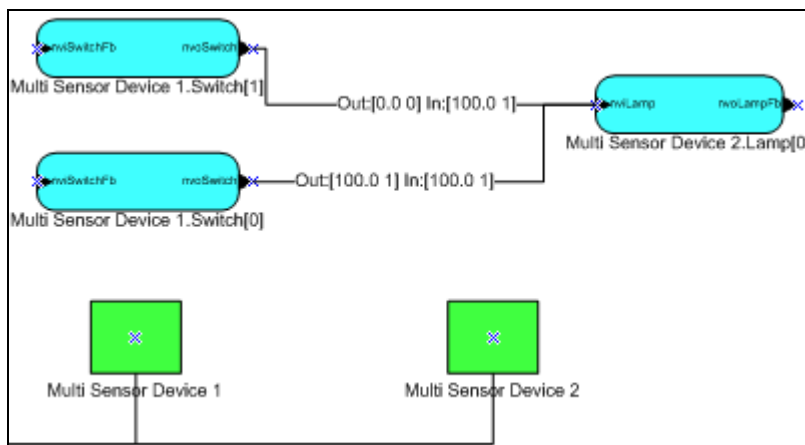 nviSwitchFb nvoSwitch
Multi Sensor Device 1.Switch[1]
Out:[0.0 0] In:[100.0 1]
nviLamp nvoLampFb
Multi Sensor Device 2.Lamp[0
nviSwitchFb nvoSwitch
Out:[100.0 1] In:[100.0 1]
Multi Sensor Device 1.Switch[0]
Multi Sensor Device 1
Multi Sensor Device 2